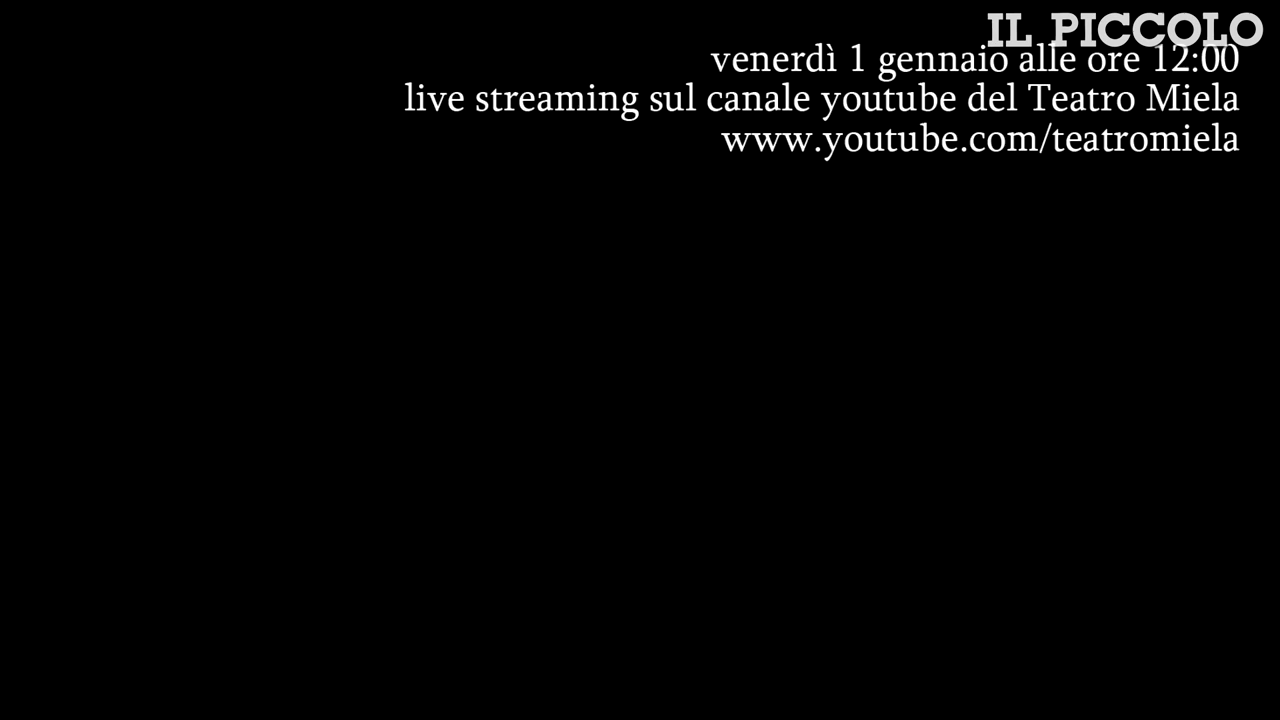 IL PICCOLO
venerdì 1 gennaio alle ore 12:00
live streaming sul canale youtube del Teatro Miela
www.youtube.com/teatromiela